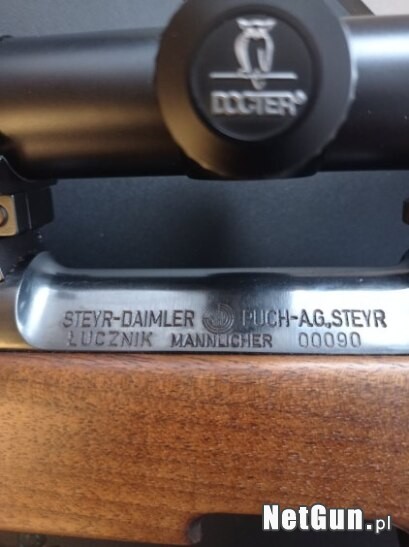 DOCTER®
STEYR-DAIMLER PUCH-A.G., STEYR
ŁUCZNIK MANNLICHER 00090
NetGun.pl